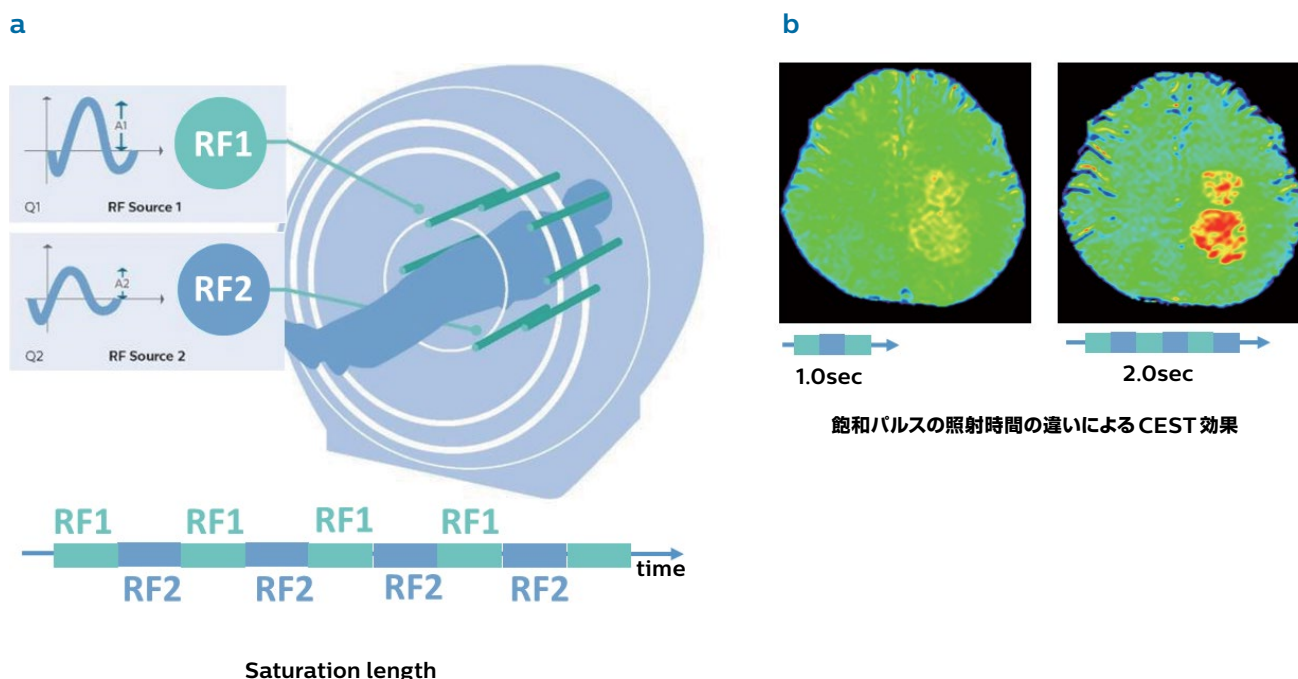 a
A1
RF1
Q1
RF Source 1
A2
RF2
Q2
RF Source 2
RF1
RF1
RF1
RF1
RF2
RF2
RF2
RF2
time
Saturation length
b
1.0sec
2.0sec
飽和パルスの照射時間の違いによるCEST効果